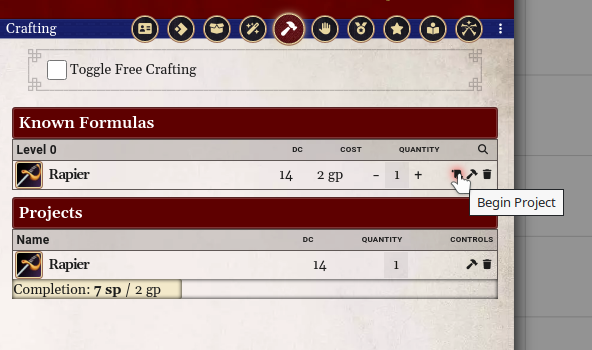 Crafting
Toggle Free Crafting
Known Formulas
Level 0 DC COST QUANTITY
Rapier 14 2 gp - 1 +
Begin Project
Projects
Name DC QUANTITY CONTROLS
Rapier 14 1
Completion: 7 sp / 2 gp